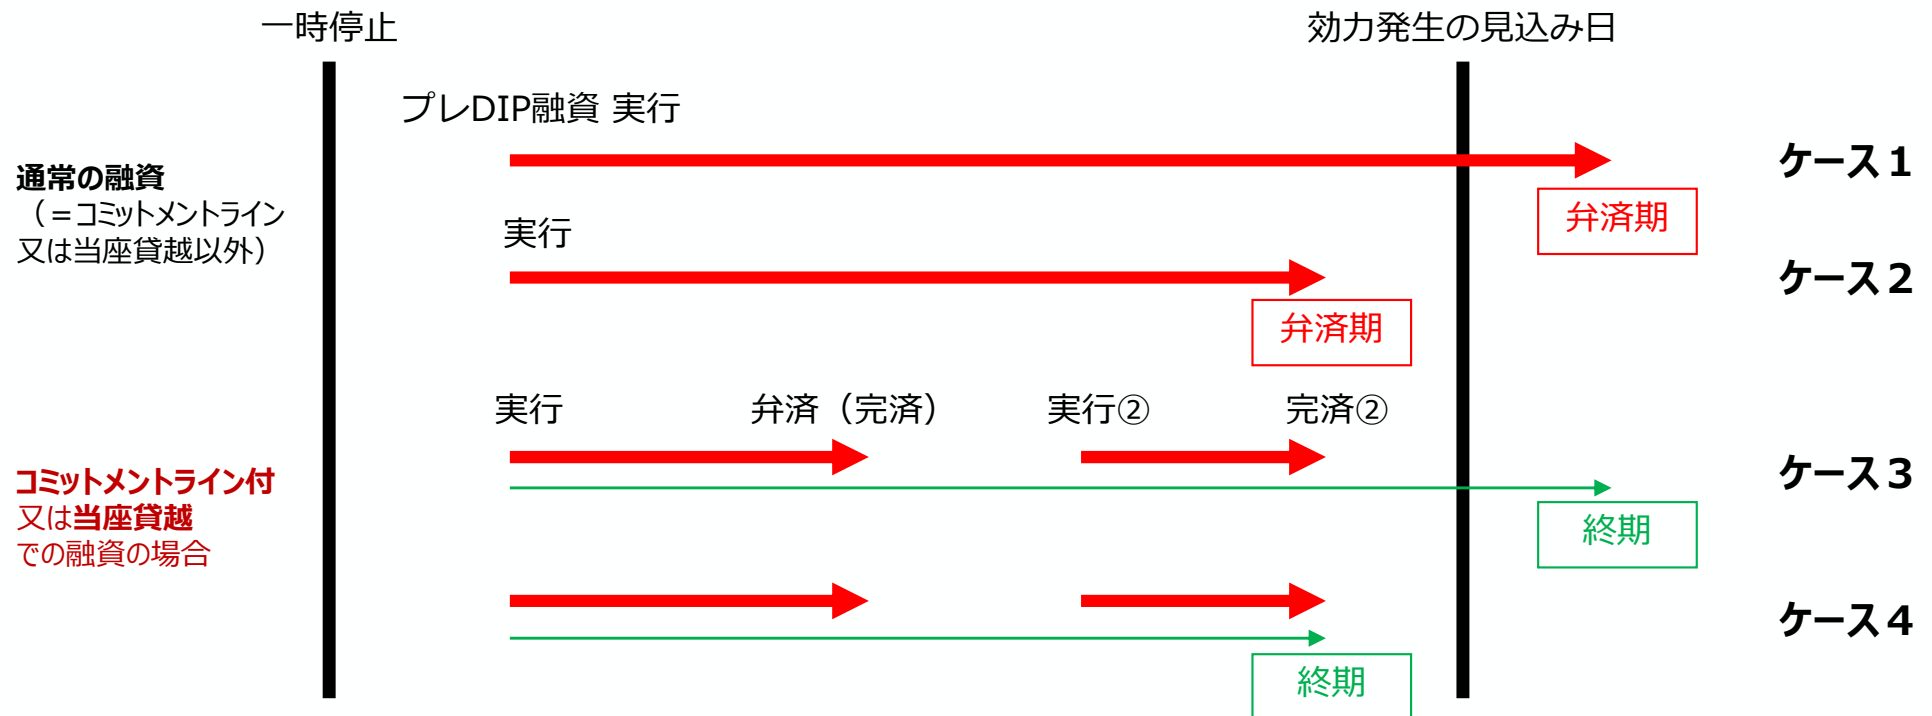 一時停止
効力発生の見込み日
プレDIP融資 実行
ケース１
通常の融資
（＝コミットメントライン
又は当座貸越以外）
弁済期
実行
ケース２
弁済期
実行
弁済（完済）
実行②
完済②
ケース３
コミットメントライン付
又は当座貸越
での融資の場合
終期
ケース４
終期